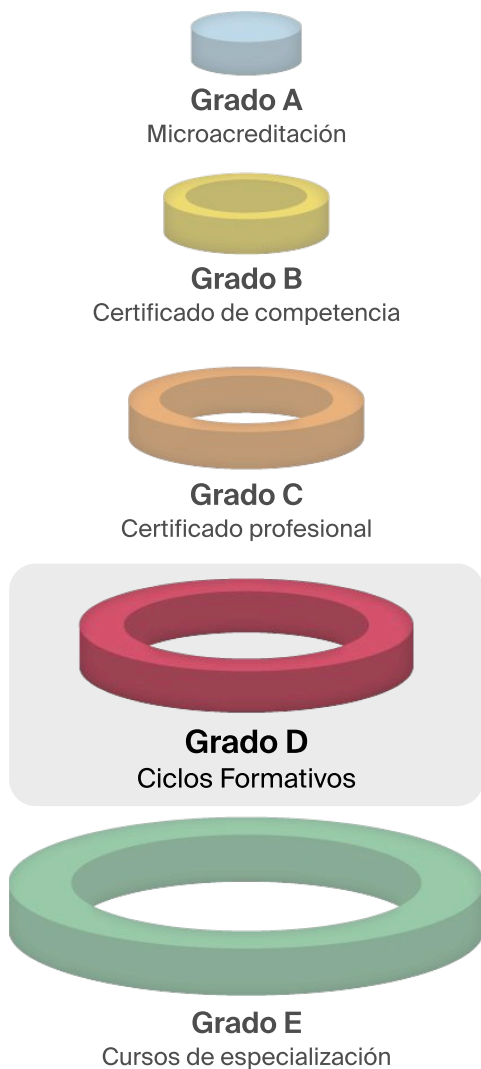 Grado A
Microacreditación
Grado B
Certificado de competencia
Grado C
Certificado profesional
Grado D
Ciclos Formativos
Grado E
Cursos de especialización